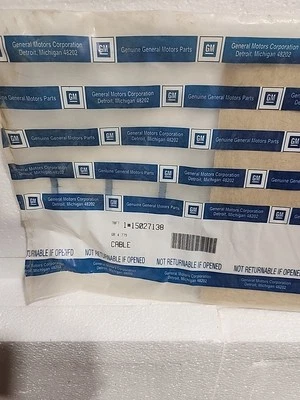 General Motors Corporation
Detroit, Michigan 48202
Genuine General Motors Parts
GM
General Motors Corporation
Detroit, Michigan 48202
Genuine General Motors Parts
GM
General Motors Corporation
Detroit, Michigan 48202
Genuine General Motors Parts
GM
General Motors Corporation
Detroit, Michigan 48202
Genuine General Motors Parts
GM
General Motors Corporation
Detroit, Michigan 48202
Genuine General Motors Parts
GM
General Motors Corporation
Detroit, Michigan 48202
1*15027138
CABLE
NOT RETURNABLE IF OPENED
NOT RETURNABLE IF OPENED
NOT RETURNABLE IF OPENED